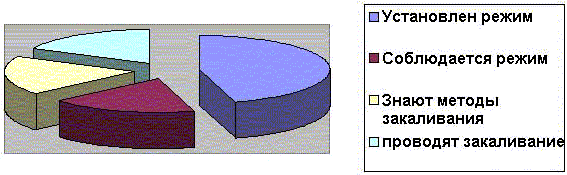 Установлен режим
Соблюдается режим
Знают методы
закаливания
проводят закаливание